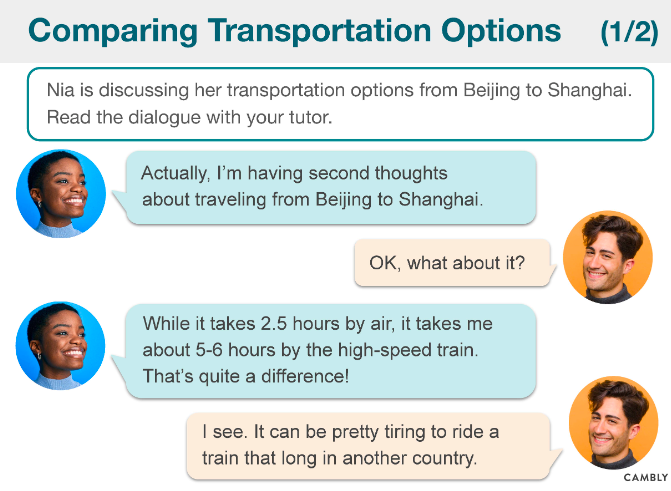 Comparing Transportation Options (1/2)
Nia is discussing her transportation options from Beijing to Shanghai.
Read the dialogue with your tutor.
Actually, I'm having second thoughts
about traveling from Beijing to Shanghai.
OK, what about it?
While it takes 2.5 hours by air, it takes me
about 5-6 hours by the high-speed train.
That's quite a difference!
I see. It can be pretty tiring to ride a
train that long in another country.
CAMBLY